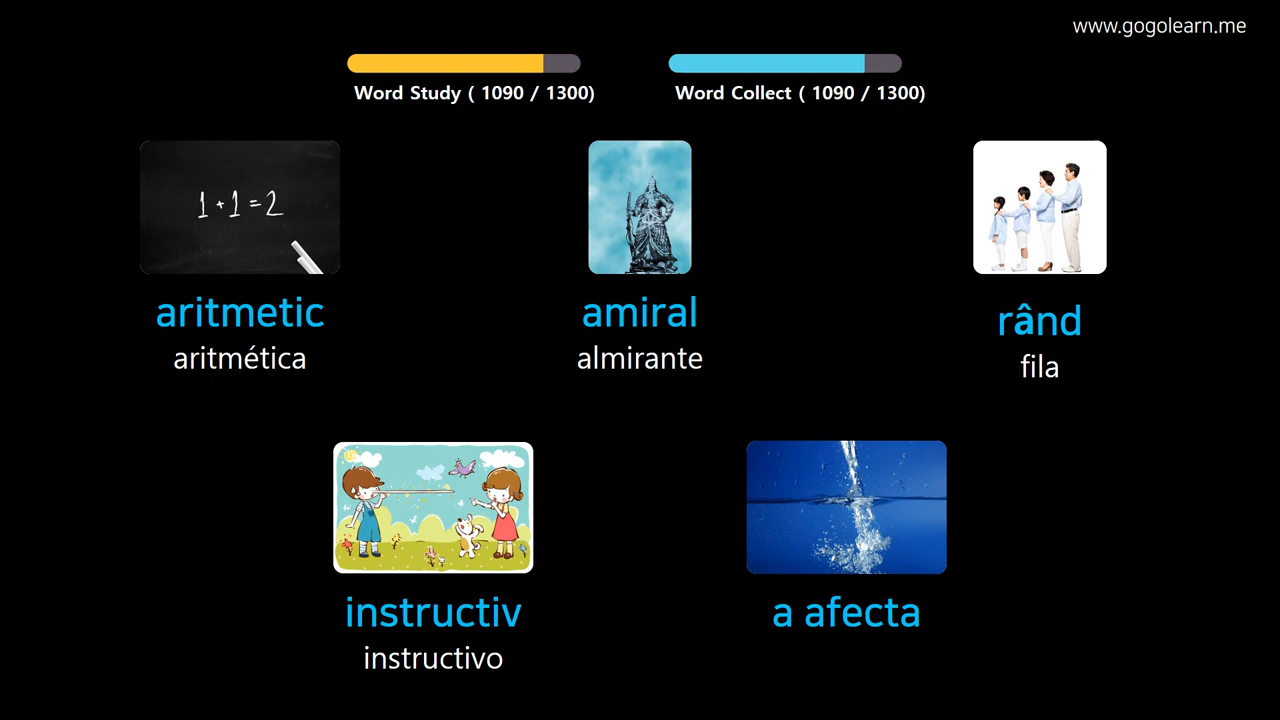 www.gogolearn.me
Word Study ( 1090 / 1300)
Word Collect ( 1090 / 1300)
1 + 1 = 2
aritmetic
aritmética
amiral
almirante
rând
fila
instructiv
instructivo
a afecta